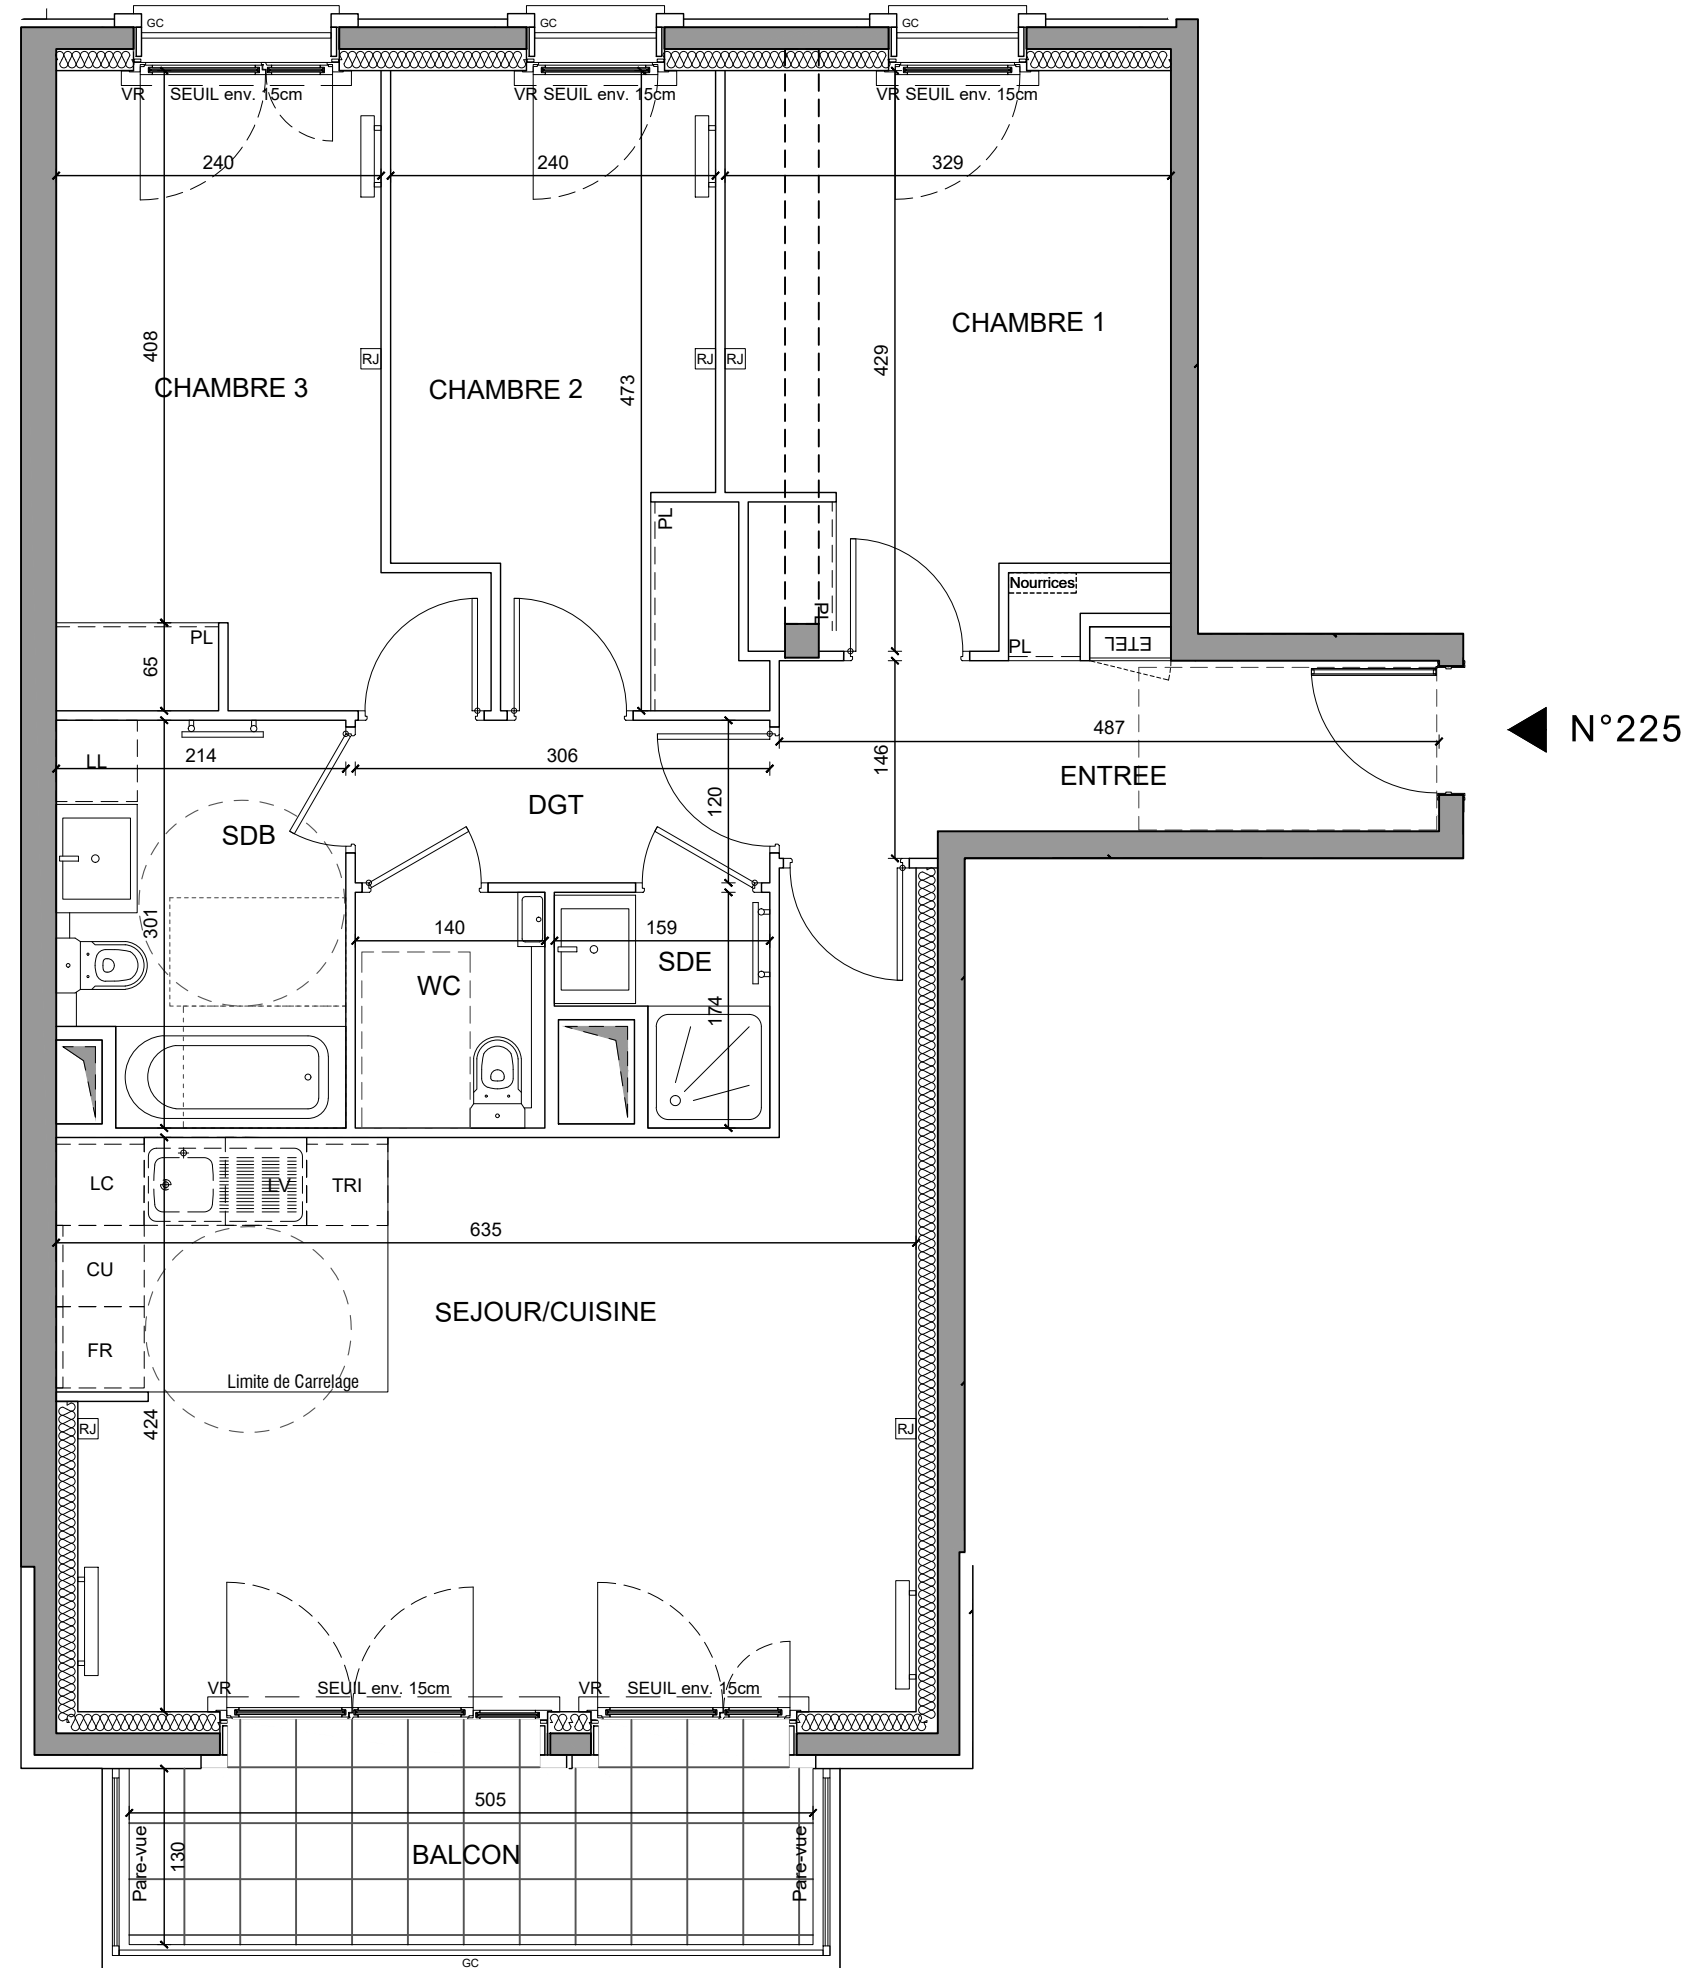 GC GC GC
VR SEUIL env. 15cm VR SEUIL env. 15cm VR SEUIL env. 15cm
240 240 329
CHAMBRE 1
408 RJ RJ RJ 429
CHAMBRE 3 CHAMBRE 2 473
PL
Nourrices
PL
PL PL ETEL
65
N°225
LL 214 306 146 487
ENTREE
DGT 120
SDB
301 140 159
SDE
WC
174
LC LV TRI
635
CU
SEJOUR/CUISINE
FR
Limite de Carrelage
424
RJ RJ
VR SEUIL env. 15cm VR SEUIL env. 15cm
505
Pare-vue 130 BALCON Pare-vue
GC